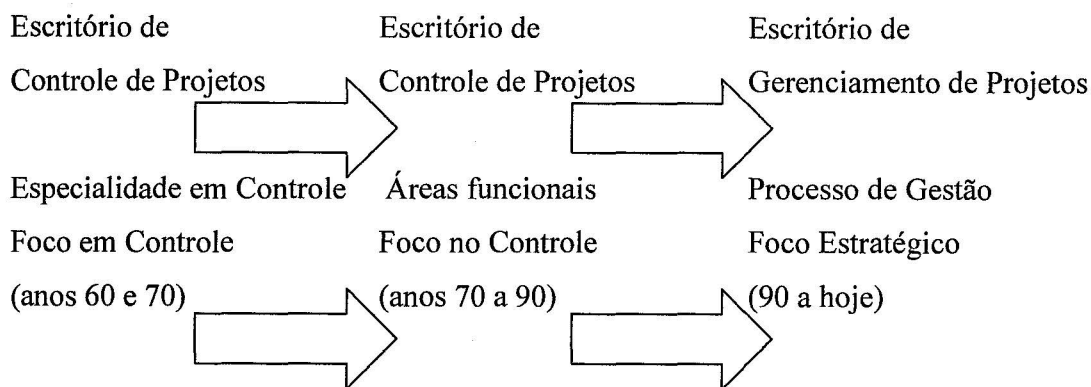 Escritório de
Controle de Projetos
Escritório de
Controle de Projetos
Escritório de
Gerenciamento de Projetos
Especialidade em Controle
Foco em Controle
(anos 60 e 70)
Áreas funcionais
Foco no Controle
(anos 70 a 90)
Processo de Gestão
Foco Estratégico
(90 a hoje)